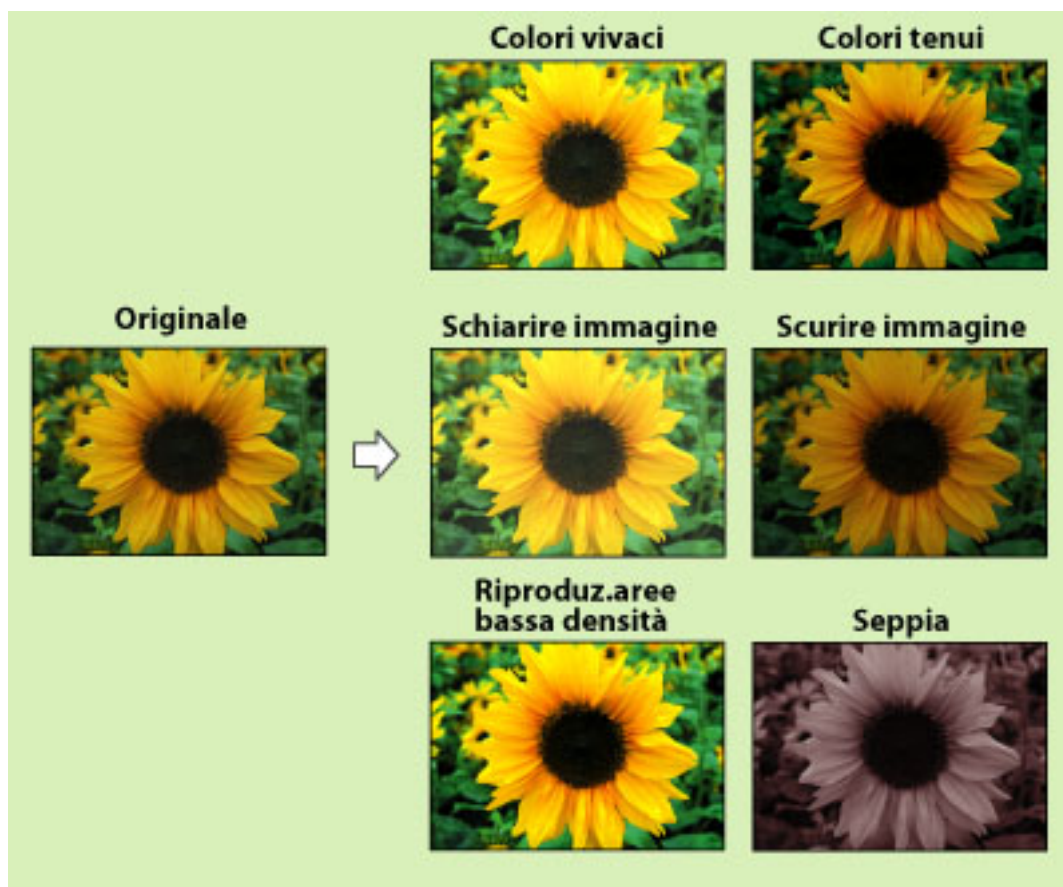 Colori vivaci
Colori tenui
Originale
Schiarire immagine
Scurire immagine
Riproduz.aree
bassa densità
Seppia